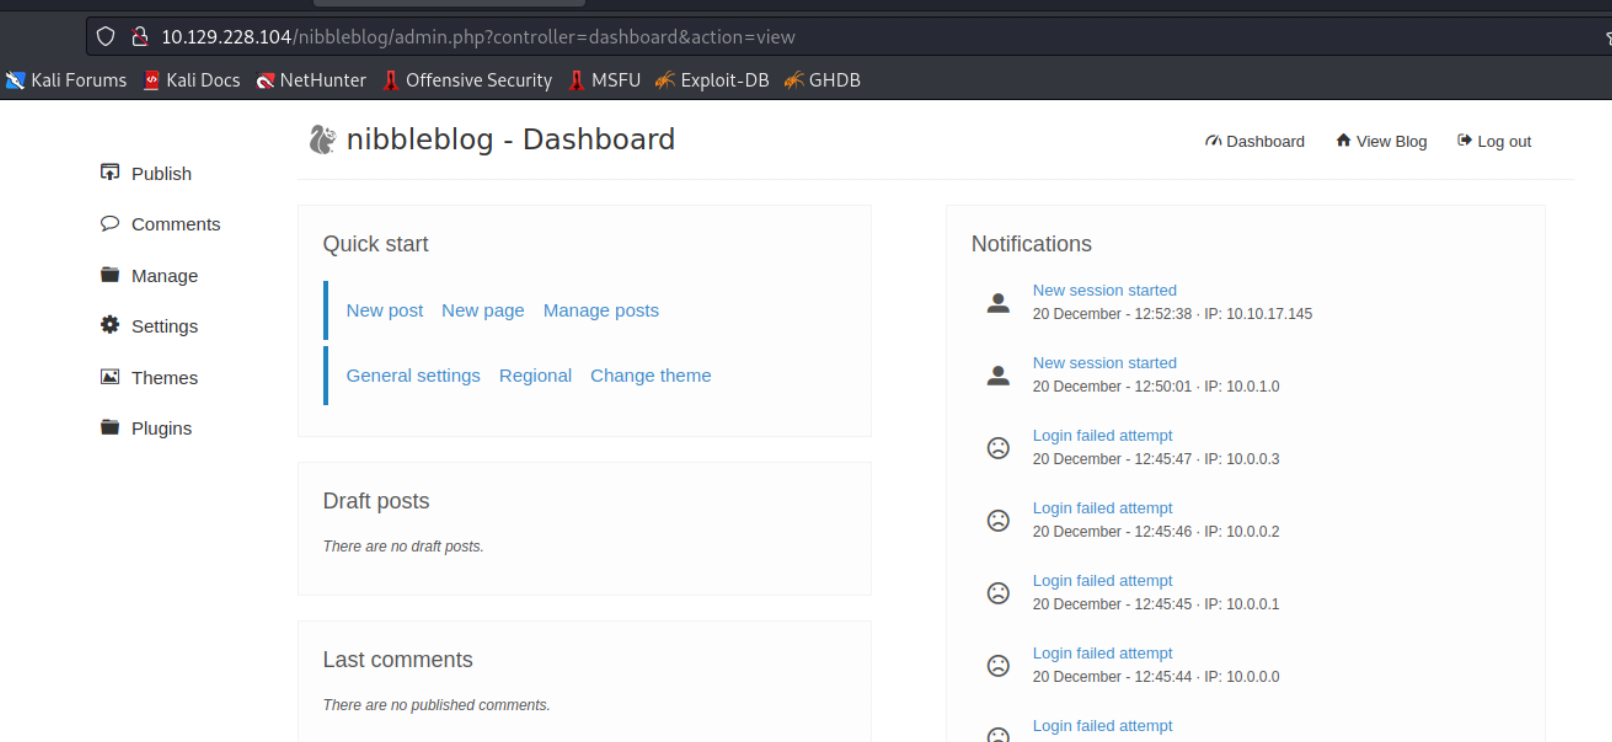 10.129.228.104/nibbleblog/admin.php?controller=dashboard&action=view
Kali Forums Kali Docs NetHunter Offensive Security MSFU Exploit-DB GHDB
nibbleblog - Dashboard
Dashboard View Blog Log out
Publish
Comments
Manage
Settings
Themes
Plugins
Quick start
New post New page Manage posts
General settings Regional Change theme
Draft posts
There are no draft posts.
Last comments
There are no published comments.
Notifications
New session started
20 December - 12:52:38 · IP: 10.10.17.145
New session started
20 December - 12:50:01 · IP: 10.0.1.0
Login failed attempt
20 December - 12:45:47 · IP: 10.0.0.3
Login failed attempt
20 December - 12:45:46 · IP: 10.0.0.2
Login failed attempt
20 December - 12:45:45 · IP: 10.0.0.1
Login failed attempt
20 December - 12:45:44 · IP: 10.0.0.0
Login failed attempt